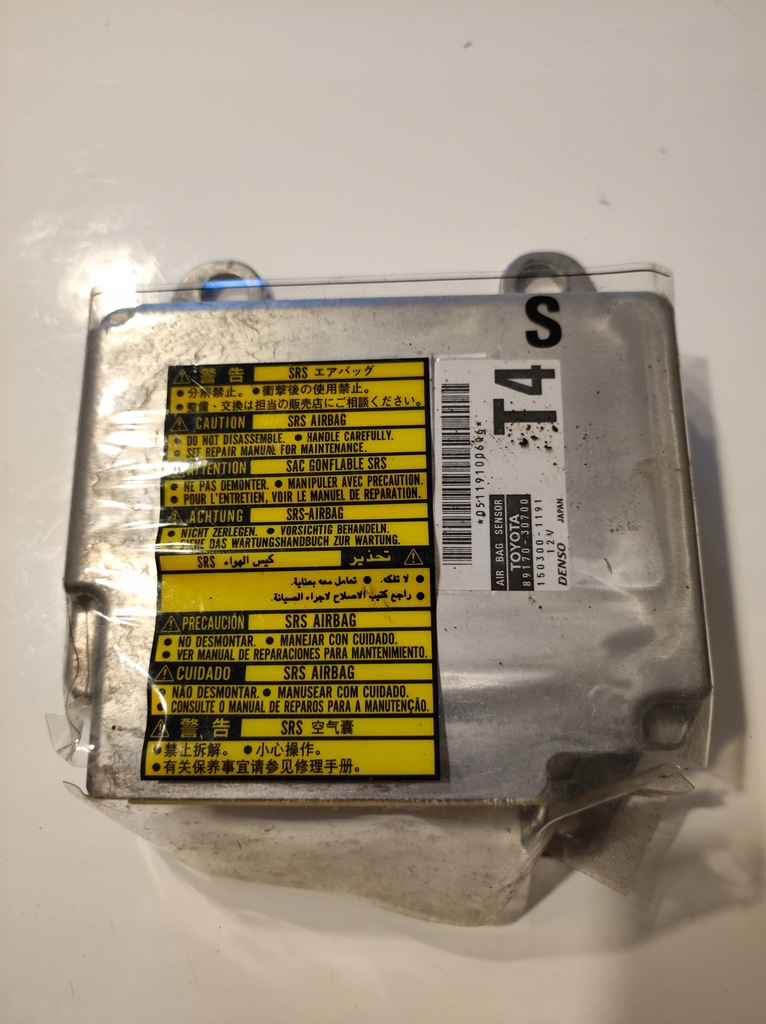 警告 SRS エアバッグ
● 分解禁止。 ● 衝撃後の使用禁止。
● 整備・交換は担当の販売店にご相談ください。
CAUTION SRS AIRBAG
● DO NOT DISASSEMBLE. ● HANDLE CAREFULLY.
● SEE REPAIR MANUAL FOR MAINTENANCE.
ATTENTION SAC GONFLABLE SRS
● NE PAS DEMONTER. ● MANIPULER AVEC PRECAUTION.
● POUR L'ENTRETIEN, VOIR LE MANUEL DE REPARATION.
ACHTUNG SRS-AIRBAG
● NICHT ZERLEGEN. ● VORSICHTIG BEHANDELN.
● SIEHE DAS WARTUNGSHANDBUCH ZUR WARTUNG.
تحذير كيس الهواء SRS
● لا تفكه. ● تعامل معه بعناية.
● راجع كتيب الاصلاح لاجراء الصيانة.
PRECAUCIÓN SRS AIRBAG
● NO DESMONTAR. ● MANEJAR CON CUIDADO.
● VER MANUAL DE REPARACIONES PARA MANTENIMIENTO.
CUIDADO SRS AIRBAG
● NÃO DESMONTAR. ● MANUSEAR COM CUIDADO.
● CONSULTE O MANUAL DE REPAROS PARA A MANUTENÇÃO.
警告 SRS 空气囊
● 禁止拆解。 ● 小心操作。
● 有关保养事宜请参见修理手册。
S
T4
*D5119100696*
AIR BAG SENSOR
TOYOTA
89170-30700
150300-1191
12V
DENSO JAPAN